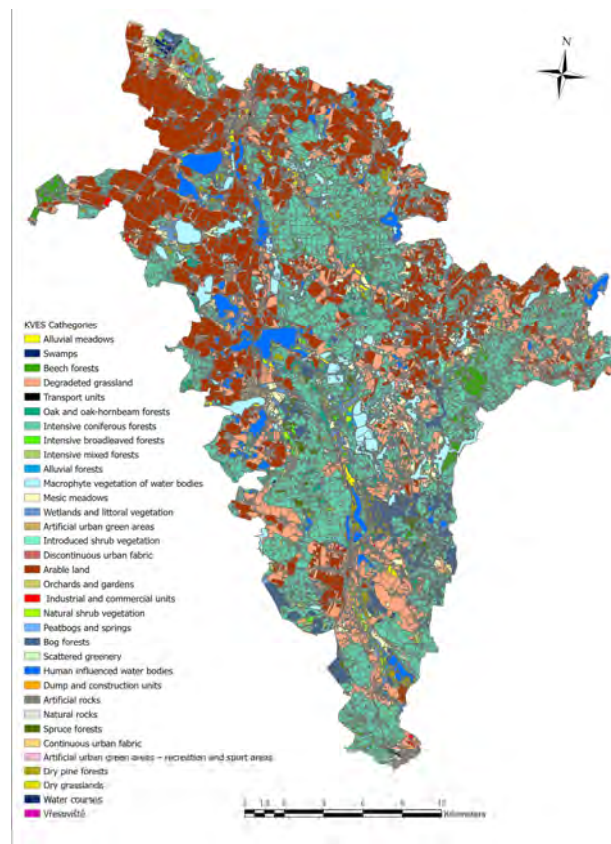 N
KVES Cathegories
Alluvial meadows
Swamps
Beech forests
Degradeted grassland
Transport units
Oak and oak-hornbeam forests
Intensive coniferous forests
Intensive broadleaved forests
Intensive mixed forests
Alluvial forests
Macrophyte vegetation of water bodies
Mesic meadows
Wetlands and littoral vegetation
Artificial urban green areas
Introduced shrub vegetation
Discontinuous urban fabric
Arable land
Orchards and gardens
Industrial and commercial units
Natural shrub vegetation
Peatbogs and springs
Bog forests
Scattered greenery
Human influenced water bodies
Dump and construction units
Artificial rocks
Natural rocks
Spruce forests
Continuous urban fabric
Artificial urban green areas – recreation and sport areas
Dry pine forests
Dry grasslands
Water courses
Vřesoviště
Kilometers